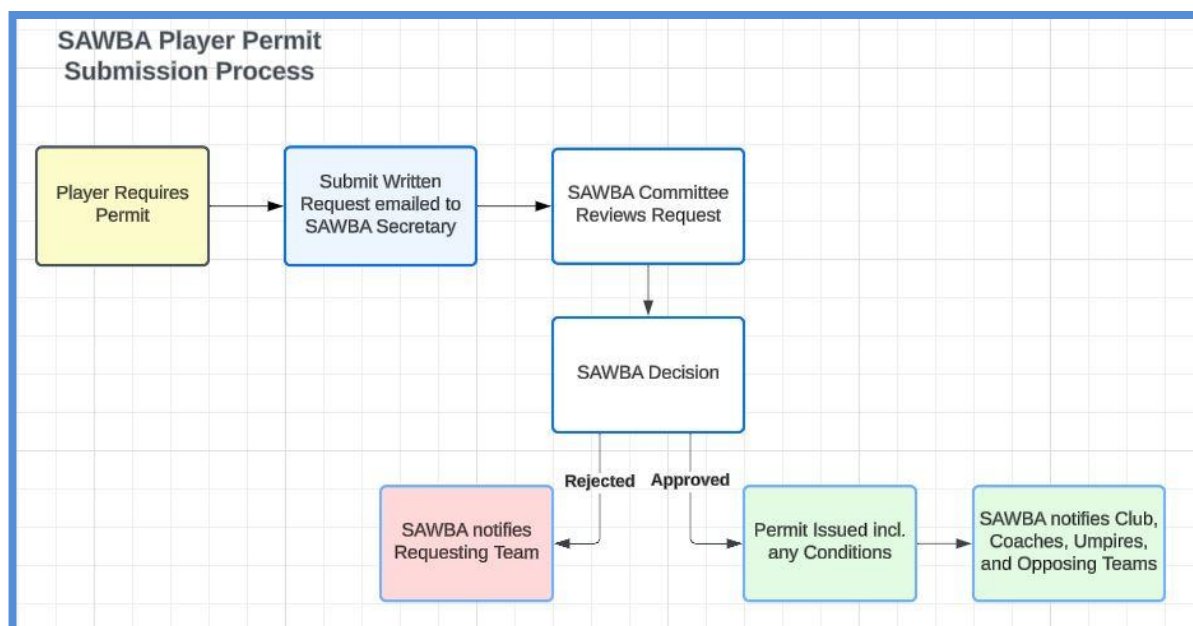 SAWBA Player Permit
Submission Process
Player Requires
Permit
Submit Written
Request emailed to
SAWBA Secretary
SAWBA Committee
Reviews Request
SAWBA Decision
Rejected
Approved
SAWBA notifies
Requesting Team
Permit Issued incl.
any Conditions
SAWBA notifies Club,
Coaches, Umpires,
and Opposing Teams